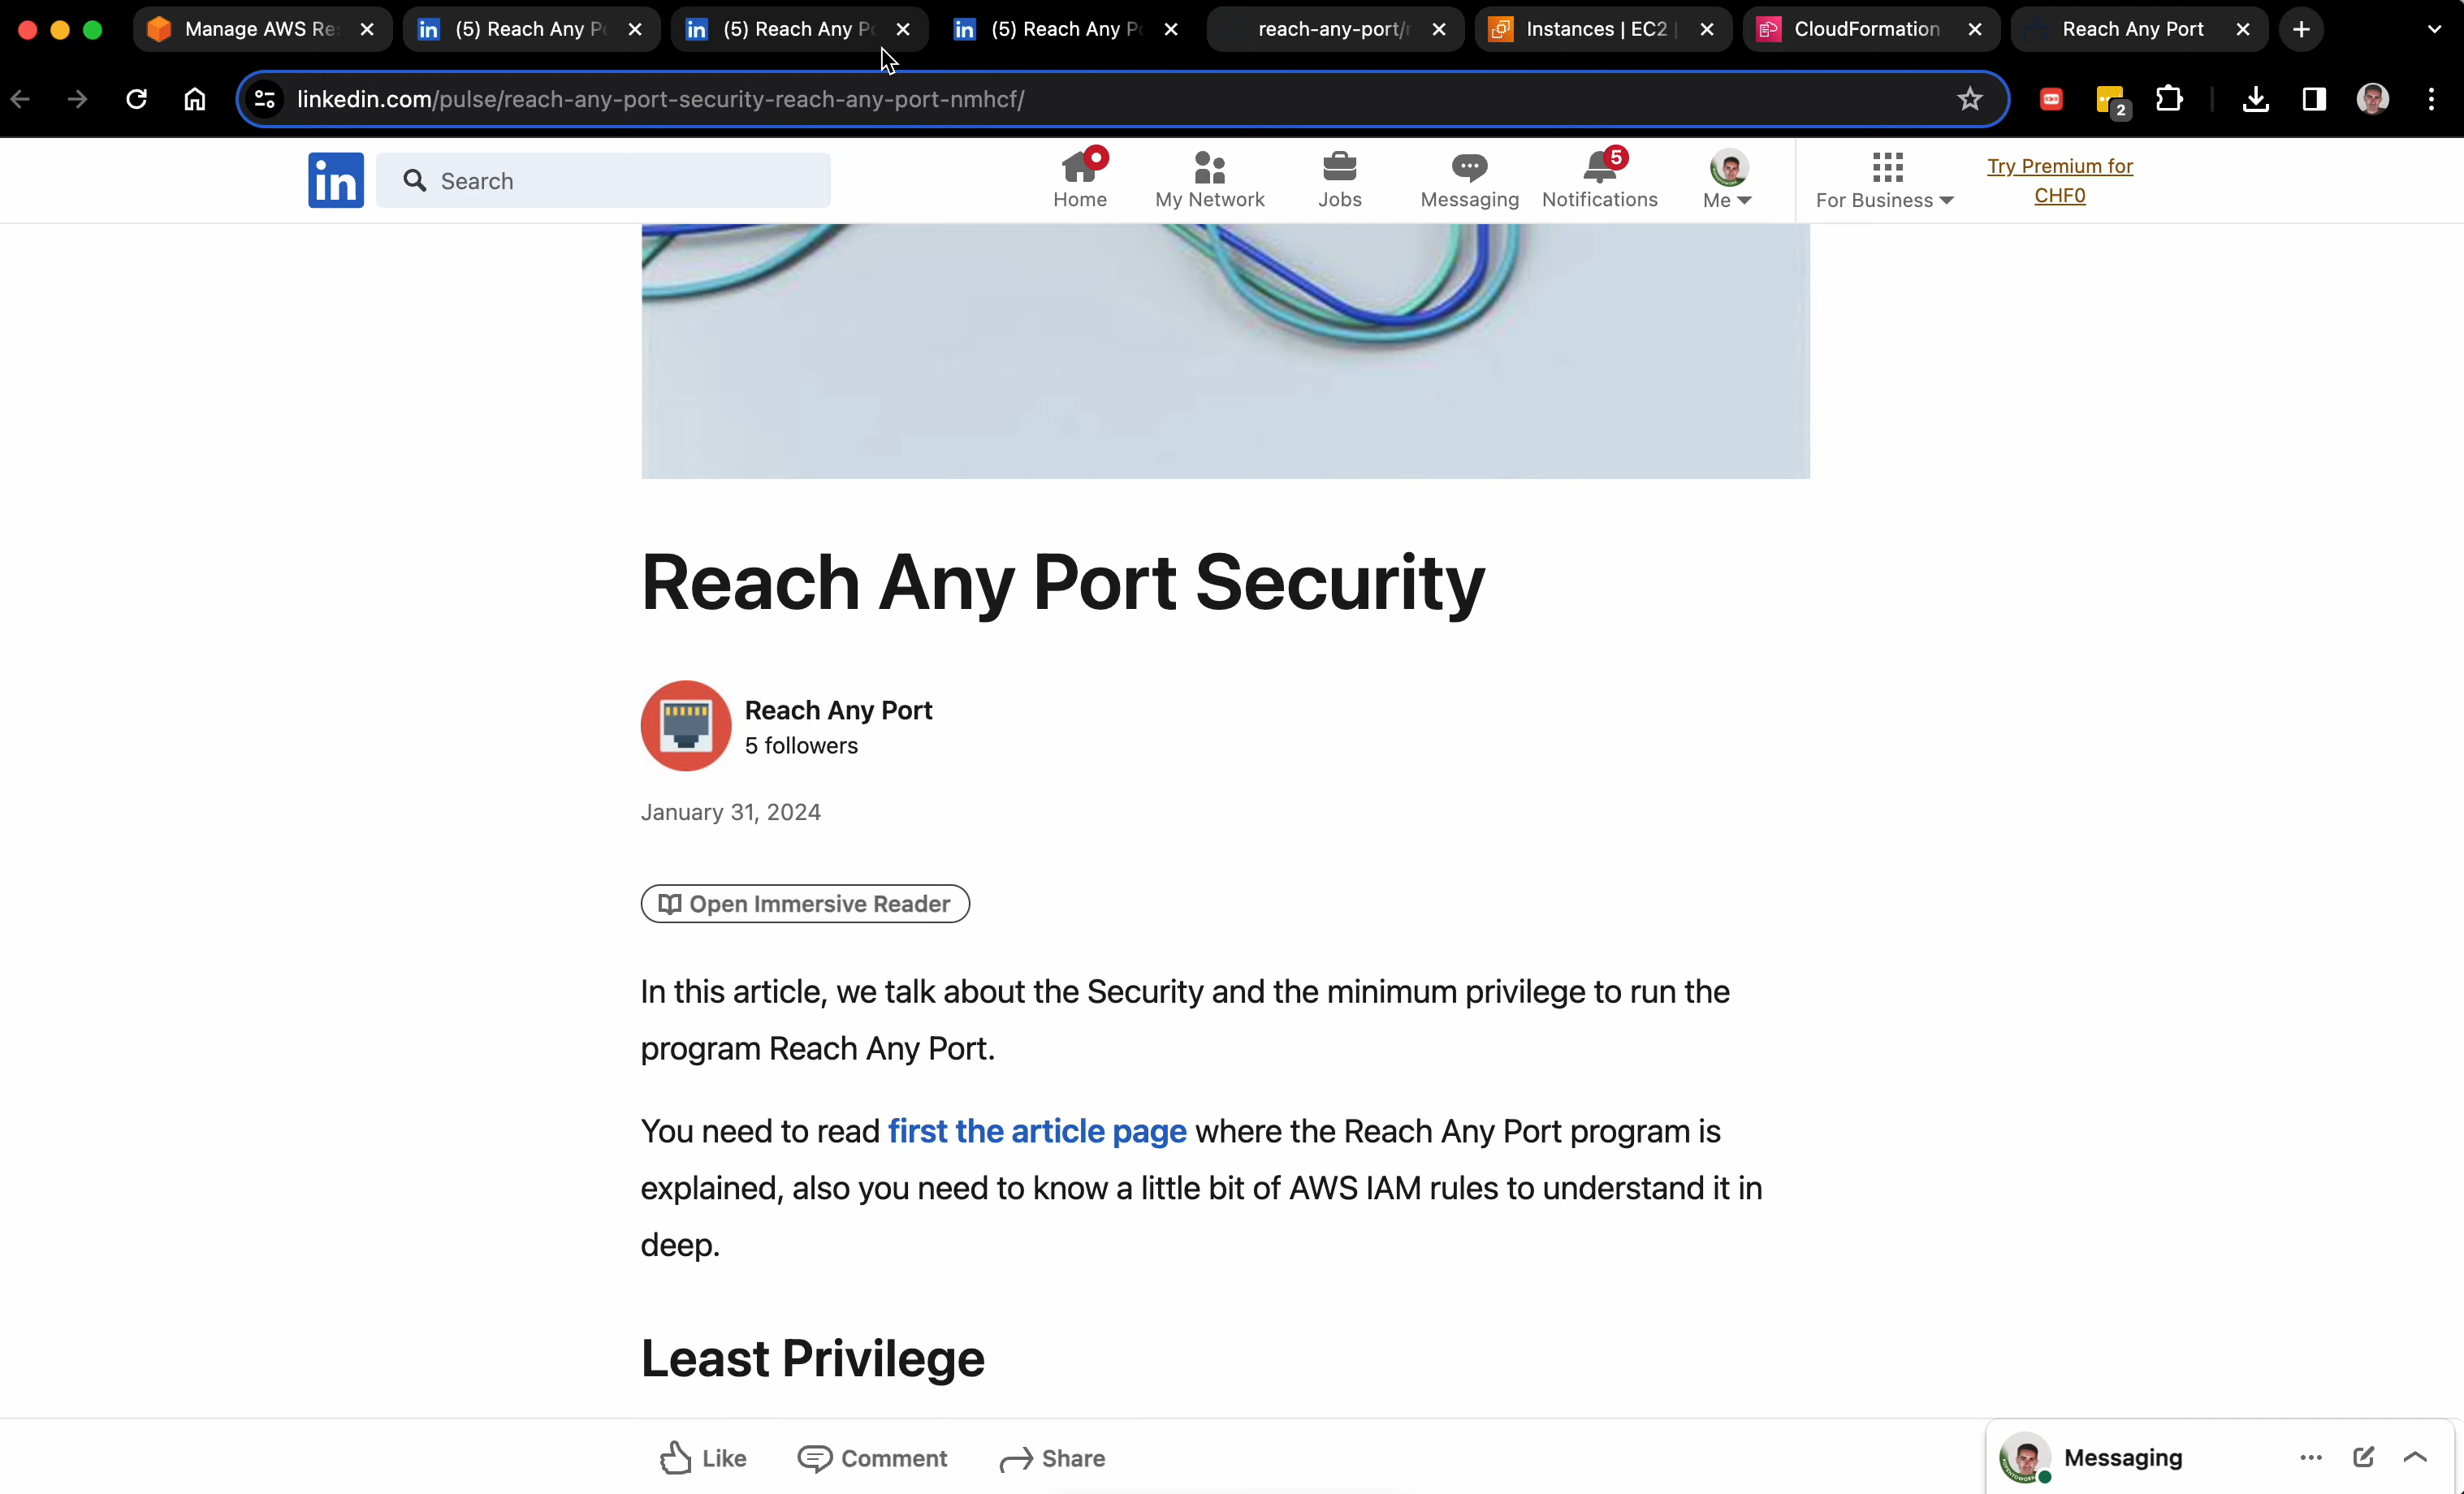 Manage AWS Re
(5) Reach Any Po
(5) Reach Any Po
(5) Reach Any Po
reach-any-port/r
Instances | EC2 |
CloudFormation
Reach Any Port
linkedin.com/pulse/reach-any-port-security-reach-any-port-nmhcf/
2
in
Search
Home
My Network
Jobs
Messaging
5
Notifications
Me
For Business
Try Premium for
CHF0
Reach Any Port Security
Reach Any Port
5 followers
January 31, 2024
Open Immersive Reader
In this article, we talk about the Security and the minimum privilege to run the
program Reach Any Port.
You need to read first the article page where the Reach Any Port program is
explained, also you need to know a little bit of AWS IAM rules to understand it in
deep.
Least Privilege
Like
Comment
Share
Messaging